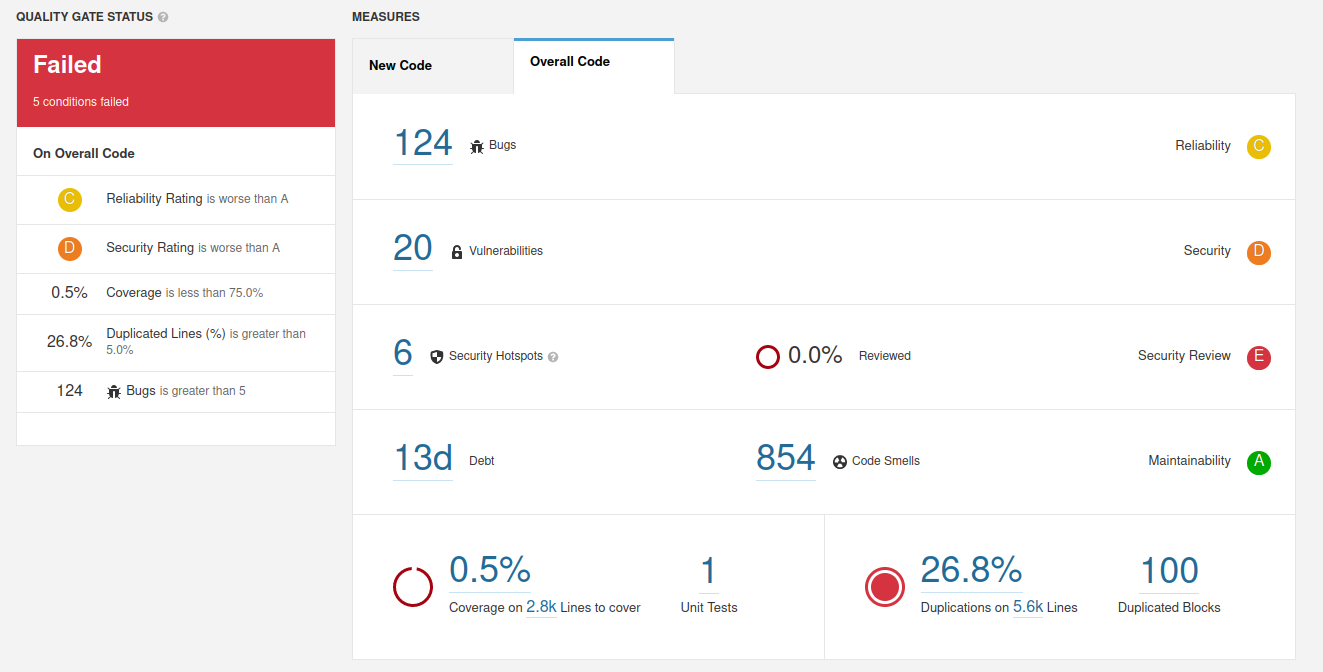 QUALITY GATE STATUS ?
Failed
5 conditions failed
On Overall Code
C Reliability Rating is worse than A
D Security Rating is worse than A
0.5% Coverage is less than 75.0%
26.8% Duplicated Lines (%) is greater than
5.0%
124 Bugs is greater than 5
MEASURES
New Code
Overall Code
124 Bugs
Reliability C
20 Vulnerabilities
Security D
6 Security Hotspots ?
0.0% Reviewed
Security Review E
13d Debt
854 Code Smells
Maintainability A
0.5%
Coverage on 2.8k Lines to cover
1
Unit Tests
26.8%
Duplications on 5.6k Lines
100
Duplicated Blocks